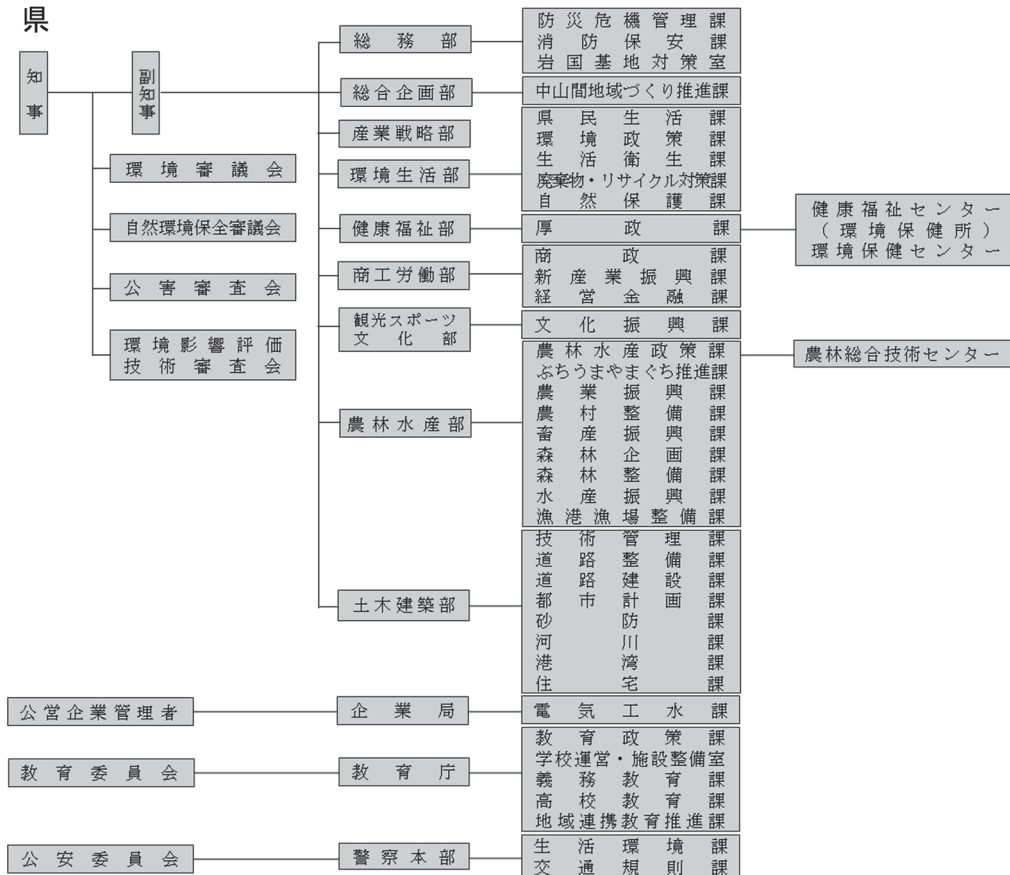 県
知事
副知事
環境審議会
自然環境保全審議会
公害審査会
環境影響評価
技術審査会
総務部
防災危機管理課
消防保安課
岩国基地対策室
総合企画部
中山間地域づくり推進課
産業戦略部
環境生活部
県民生活課
環境政策課
生活衛生課
廃棄物・リサイクル対策課
自然保護課
健康福祉部
厚政課
健康福祉センター
(環境保健所)
環境保健センター
商工労働部
商政課
新産業振興課
経営金融課
観光スポーツ
文化部
文化振興課
農林水産部
農林水産政策課
ぶちうまやまぐち推進課
農業振興課
農村整備課
畜産振興課
森林企画課
森林整備課
水産振興課
漁港漁場整備課
農林総合技術センター
土木建築部
技術管理課
道路整備課
道路建設課
都市計画課
砂防課
河川課
港湾課
住宅課
公営企業管理者
企業局
電気工水課
教育委員会
教育庁
教育政策課
学校運営・施設整備室
義務教育課
高校教育課
地域連携教育推進課
公安委員会
警察本部
生活環境課
交通規則課